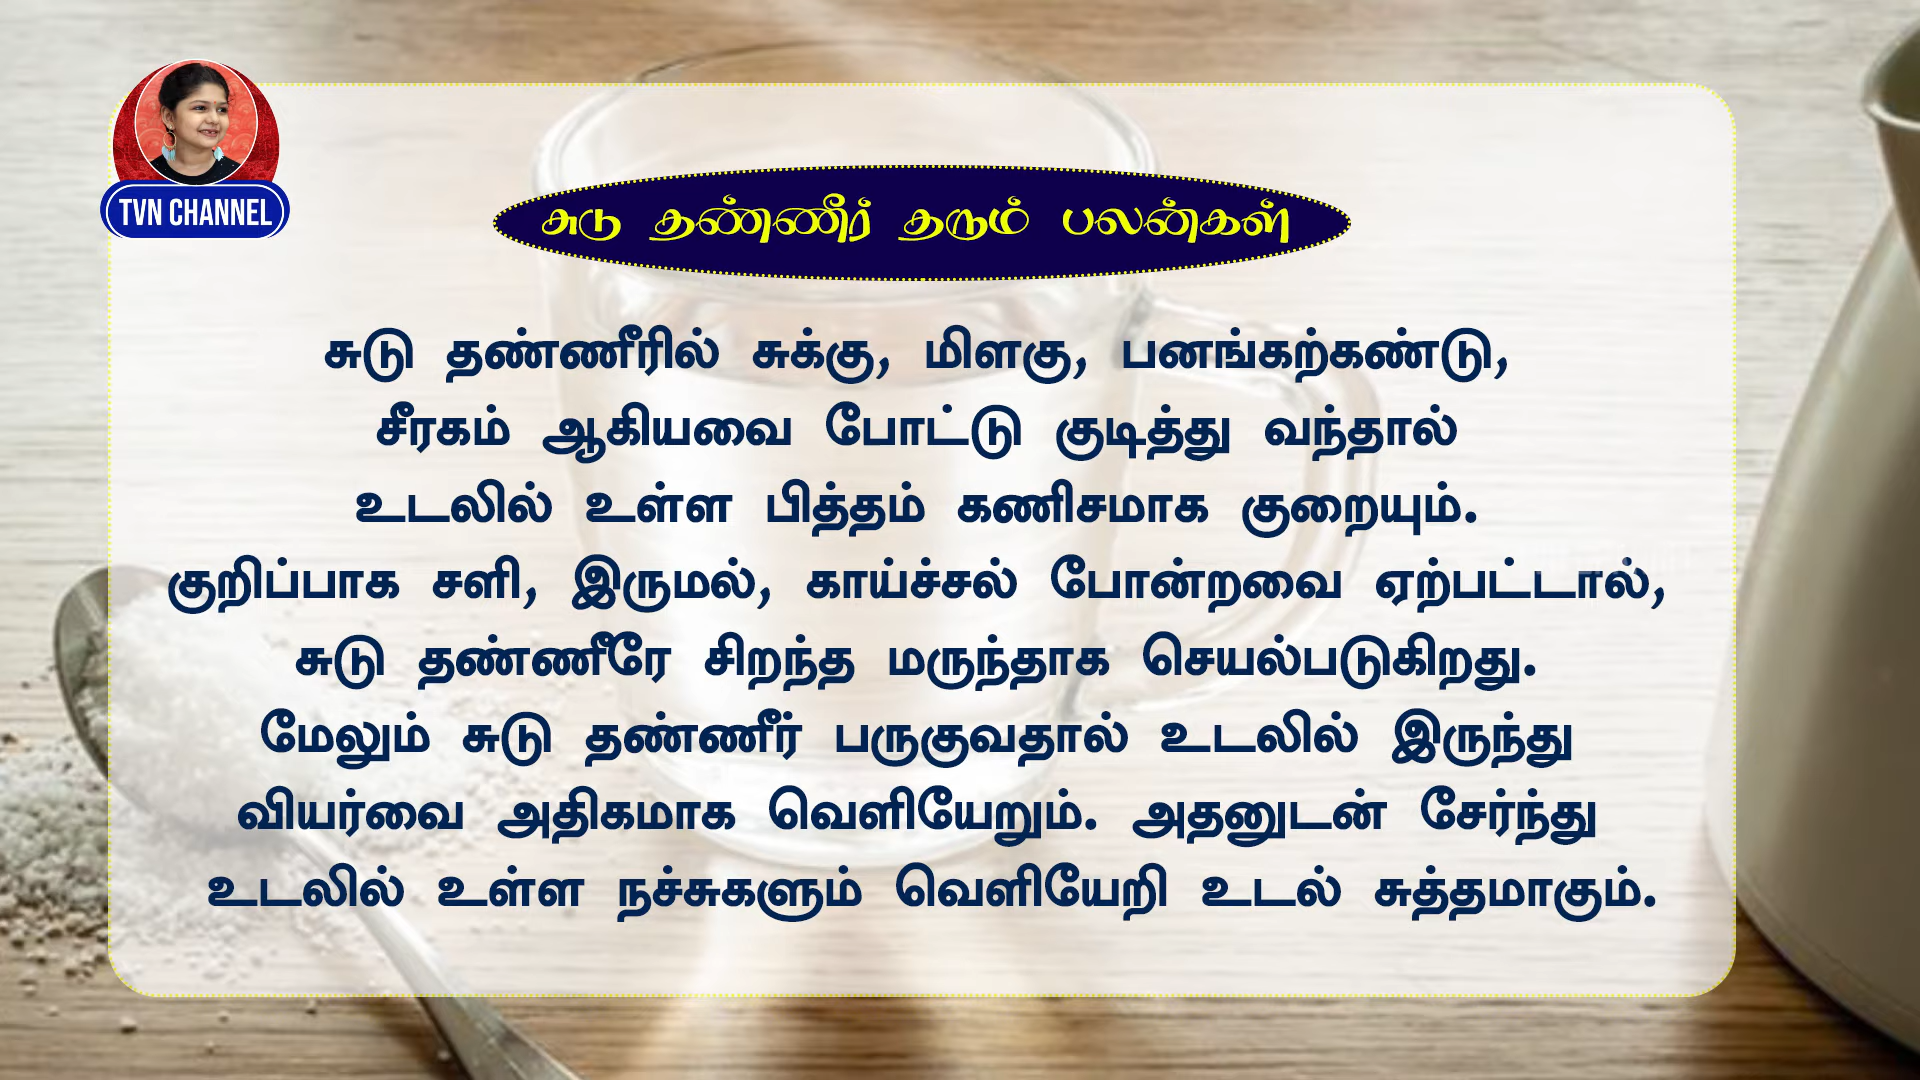 TVN CHANNEL
சுடு தண்ணீர் தரும் பலன்கள்
சுடு தண்ணீரில் சுக்கு, மிளகு, பனங்கற்கண்டு,
சீரகம் ஆகியவை போட்டு குடித்து வந்தால்
உடலில் உள்ள பித்தம் கணிசமாக குறையும்.
குறிப்பாக சளி, இருமல், காய்ச்சல் போன்றவை ஏற்பட்டால்,
சுடு தண்ணீரே சிறந்த மருந்தாக செயல்படுகிறது.
மேலும் சுடு தண்ணீர் பருகுவதால் உடலில் இருந்து
வியர்வை அதிகமாக வெளியேறும். அதனுடன் சேர்ந்து
உடலில் உள்ள நச்சுகளும் வெளியேறி உடல் சுத்தமாகும்.